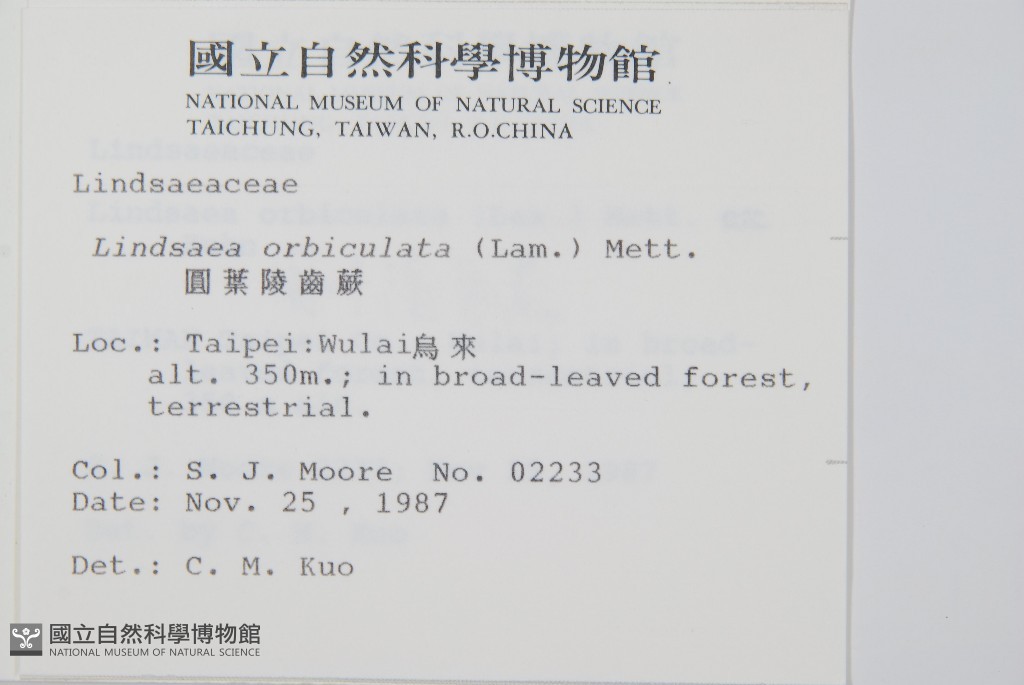 國立自然科學博物館
NATIONAL MUSEUM OF NATURAL SCIENCE
TAICHUNG, TAIWAN, R.O.CHINA
Lindsaeaceae
Lindsaea orbiculata (Lam.) Mett.
圓葉陵齒蕨
Loc.: Taipei:Wulai烏來
alt. 350m.; in broad-leaved forest,
terrestrial.
Col.: S. J. Moore No. 02233
Date: Nov. 25 , 1987
Det.: C. M. Kuo
國立自然科學博物館
NATIONAL MUSEUM OF NATURAL SCIENCE